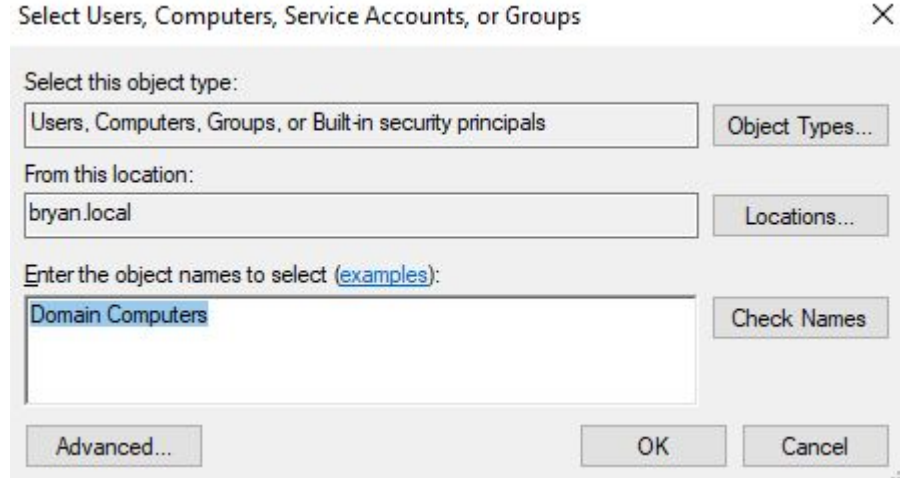 Select Users, Computers, Service Accounts, or Groups
Select this object type:
Users, Computers, Groups, or Built-in security principals
Object Types...
From this location:
bryan.local
Locations...
Enter the object names to select (examples):
Domain Computers
Check Names
Advanced...
OK
Cancel